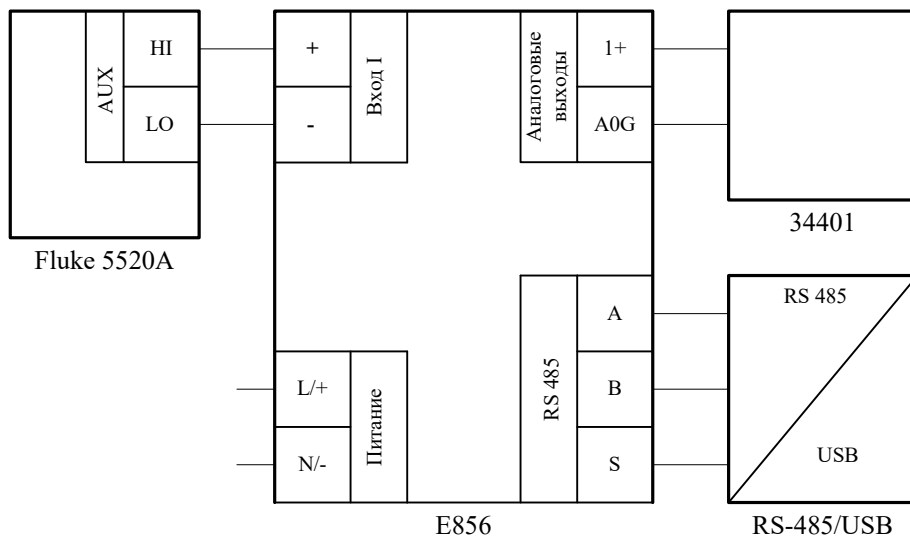 AUX
HI
LO
Fluke 5520A
+
-
Вход I
Аналоговые
выходы
1+
A0G
34401
L/+
N/-
Питание
RS 485
A
B
S
E856
RS 485
USB
RS-485/USB